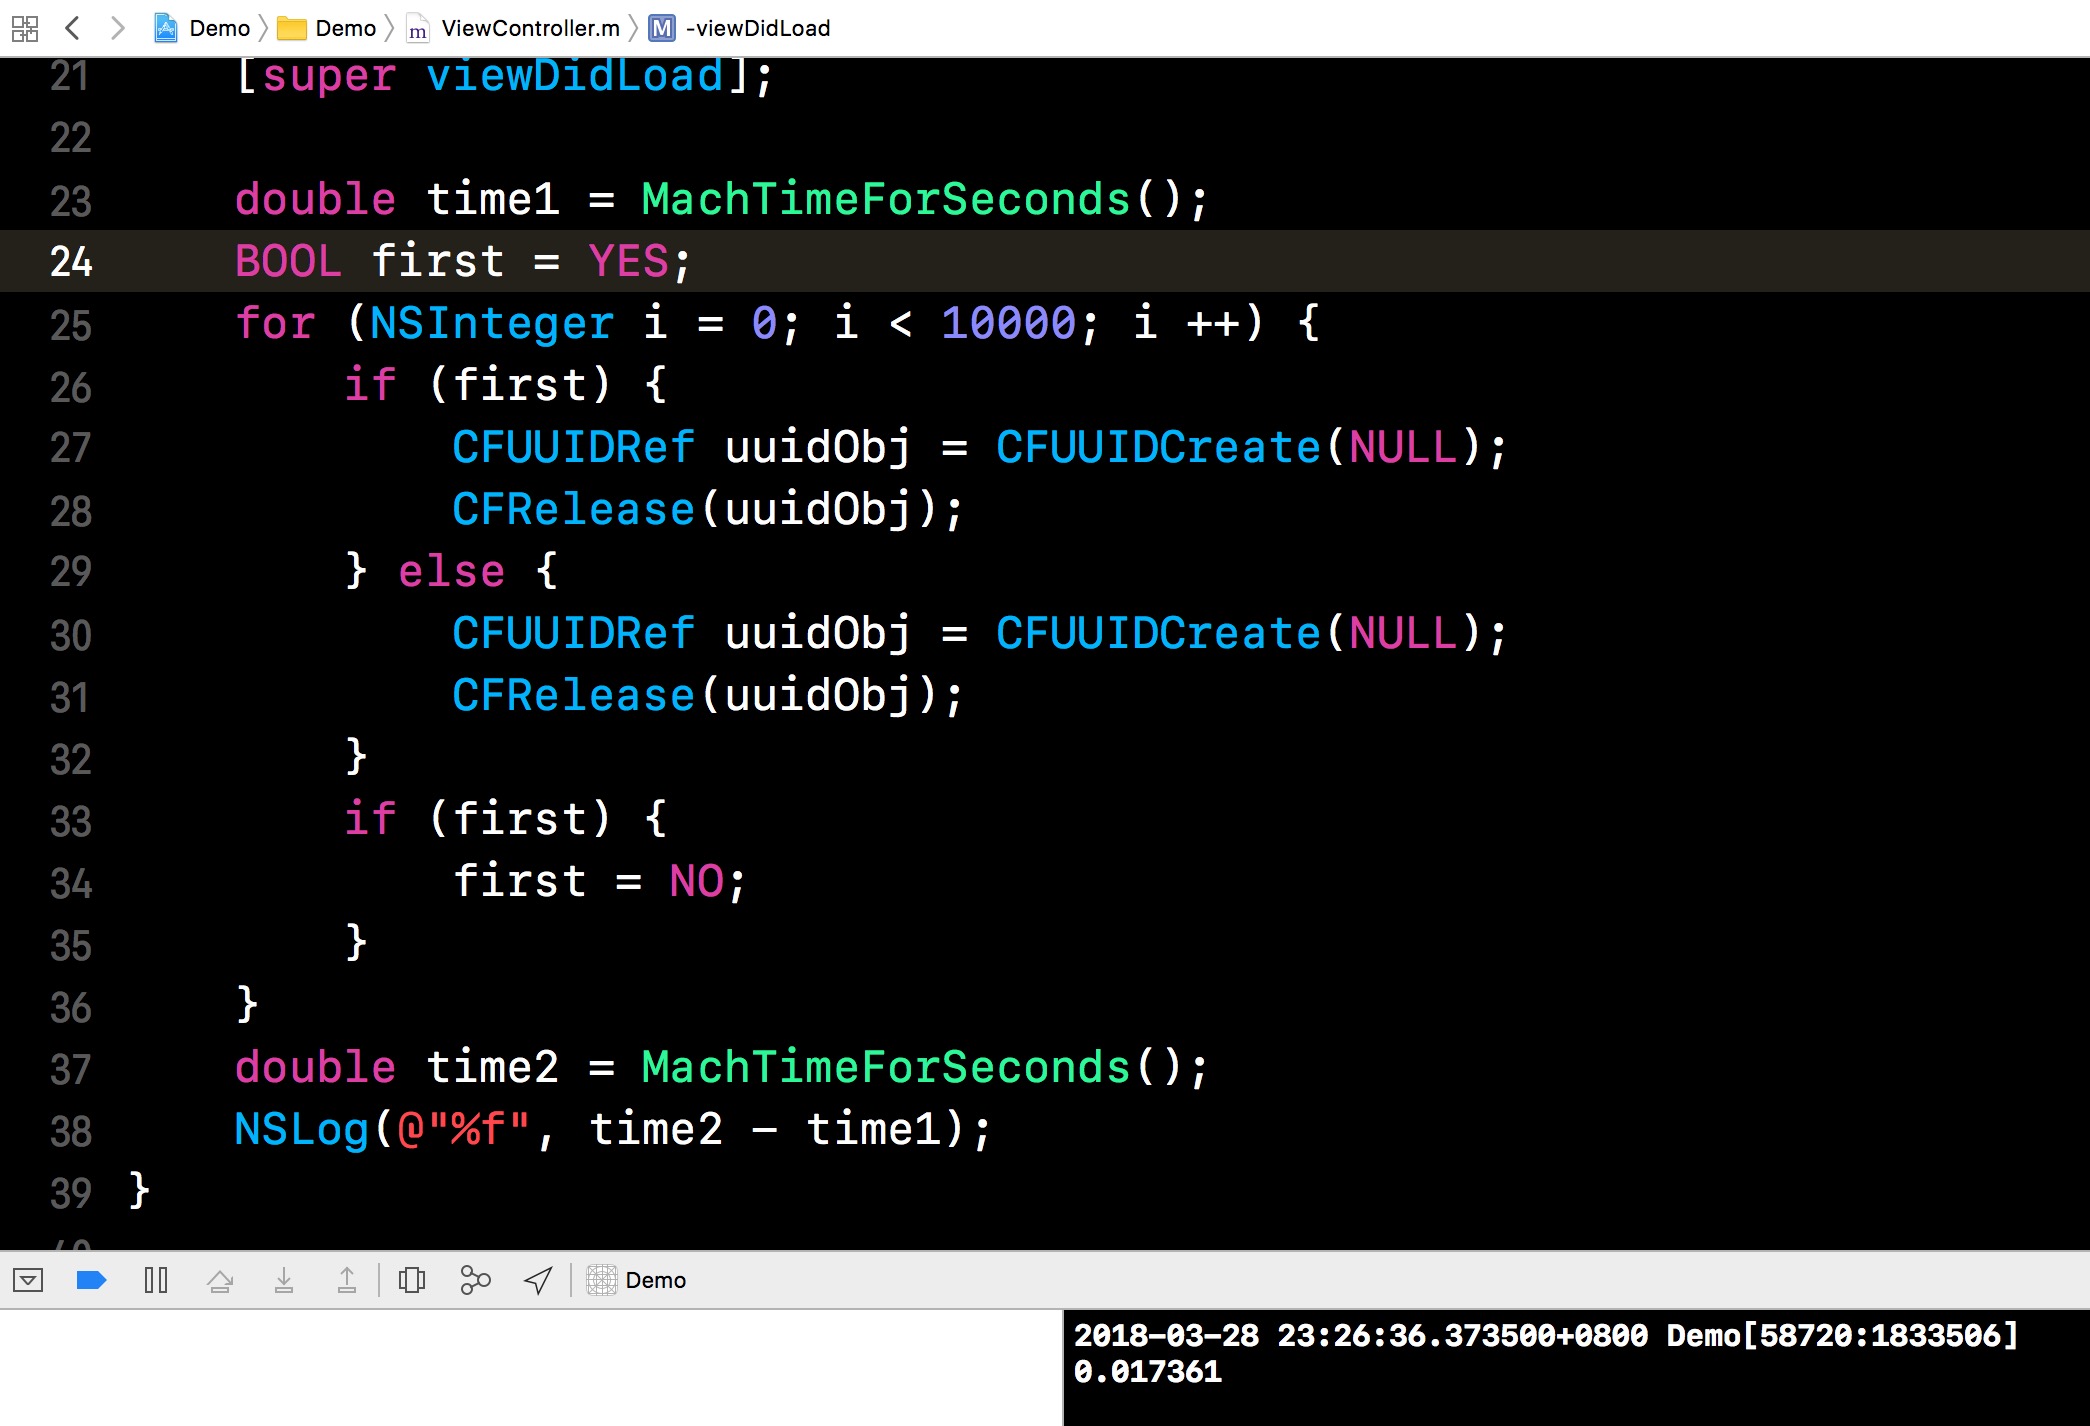 Demo Demo m ViewController.m M -viewDidLoad
21 [super viewDidLoad];
22
23 double time1 = MachTimeForSeconds();
24 BOOL first = YES;
25 for (NSInteger i = 0; i < 10000; i ++) {
26 if (first) {
27 CFUUIDRef uuidObj = CFUUIDCreate(NULL);
28 CFRelease(uuidObj);
29 } else {
30 CFUUIDRef uuidObj = CFUUIDCreate(NULL);
31 CFRelease(uuidObj);
32 }
33 if (first) {
34 first = NO;
35 }
36 }
37 double time2 = MachTimeForSeconds();
38 NSLog(@"%f", time2 - time1);
39 }
Demo
2018-03-28 23:26:36.373500+0800 Demo[58720:1833506]
0.017361